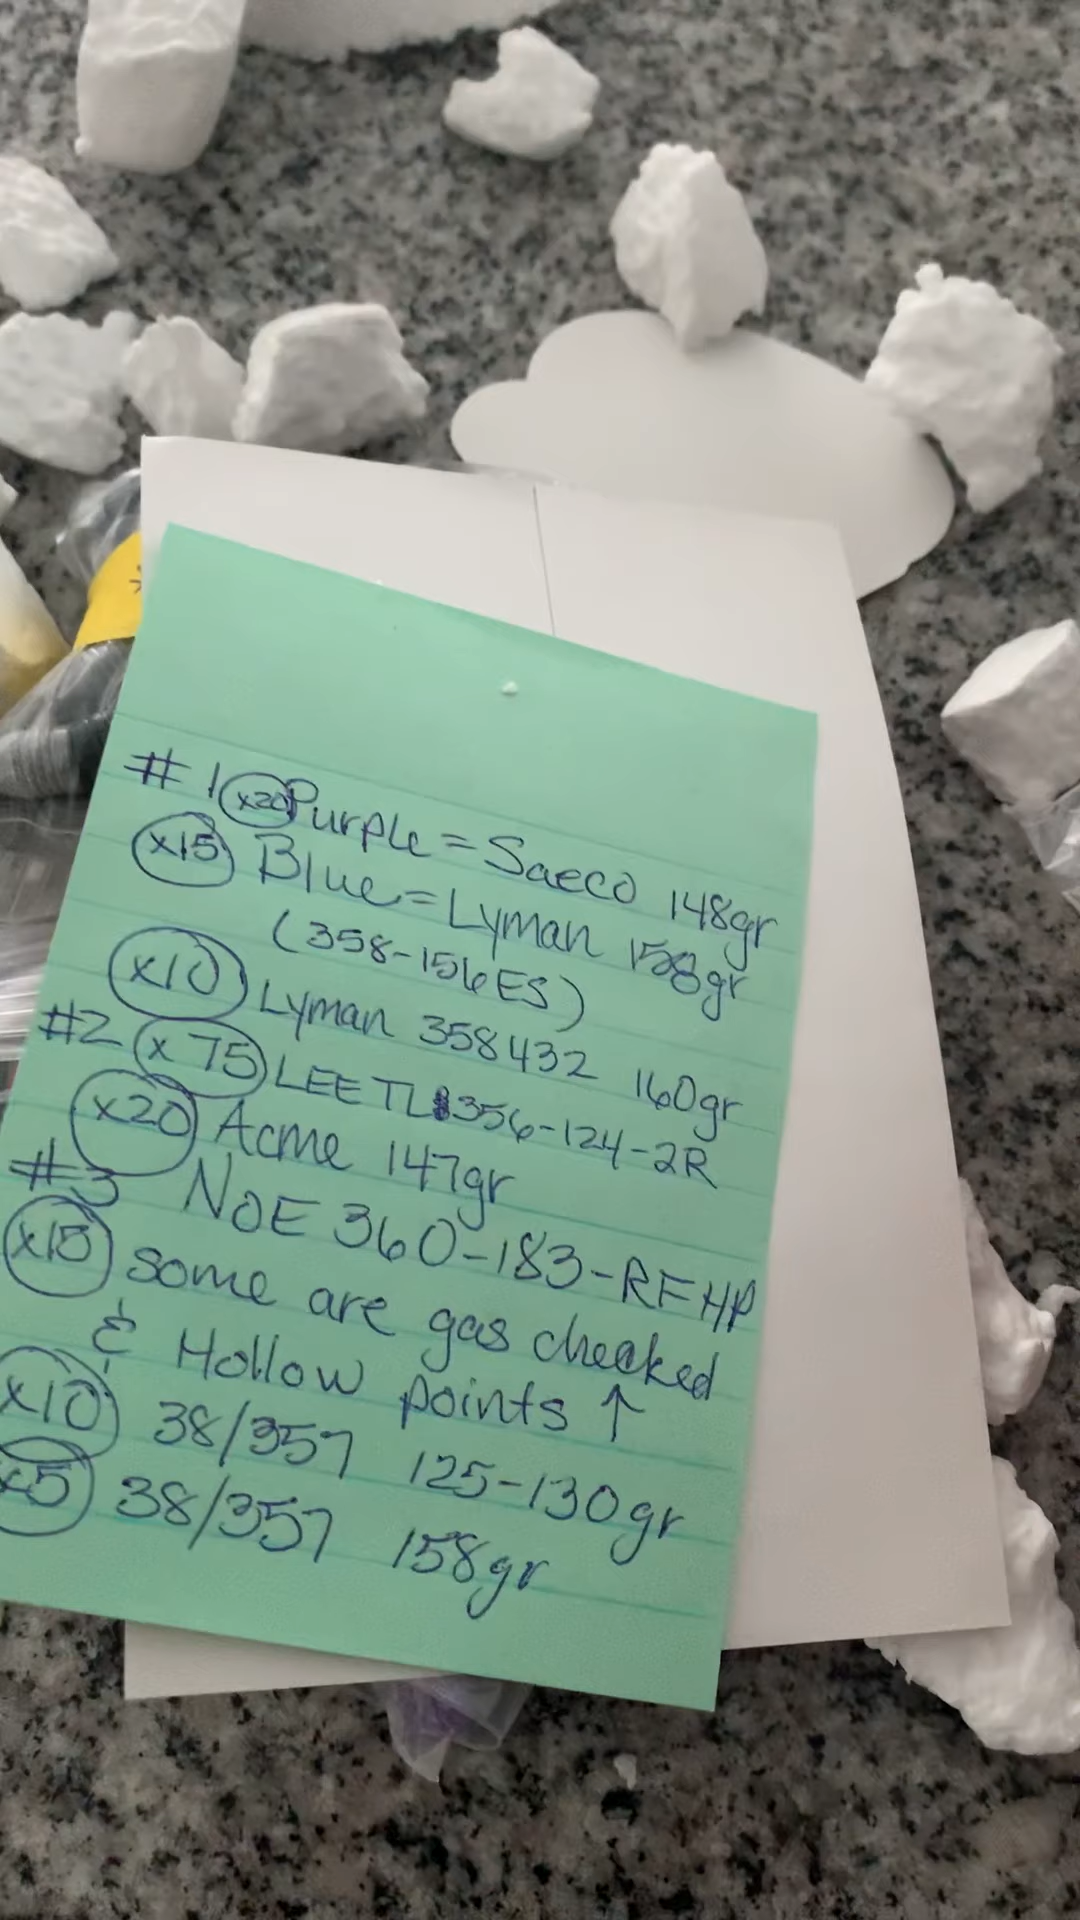 #1 x20 Purple = Saeco 148gr
x15 Blue = Lyman 158gr
(358-156ES)
x10 Lyman 358432 160gr
#2 x75 LEE TL 356-124-2R
x20 Acme 147gr
#3 NOE 360-183-RFHP
x18 some are gas checked
& Hollow points ↑
x10 38/357 125-130gr
x5 38/357 158gr